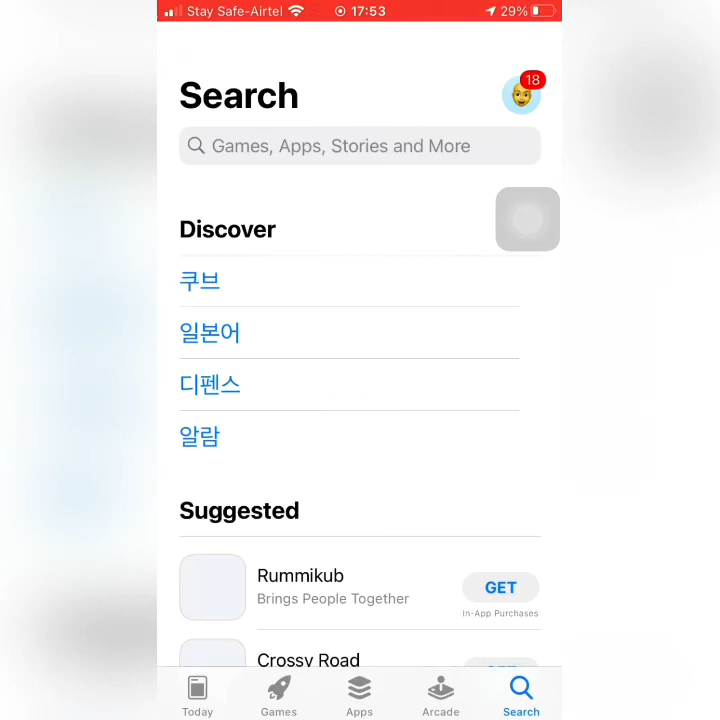 Stay Safe-Airtel 17:53 29%
18
Search
Games, Apps, Stories and More
Discover
쿠브
일본어
디펜스
알람
Suggested
Rummikub
Brings People Together
GET
In-App Purchases
Crossy Road
Today Games Apps Arcade Search